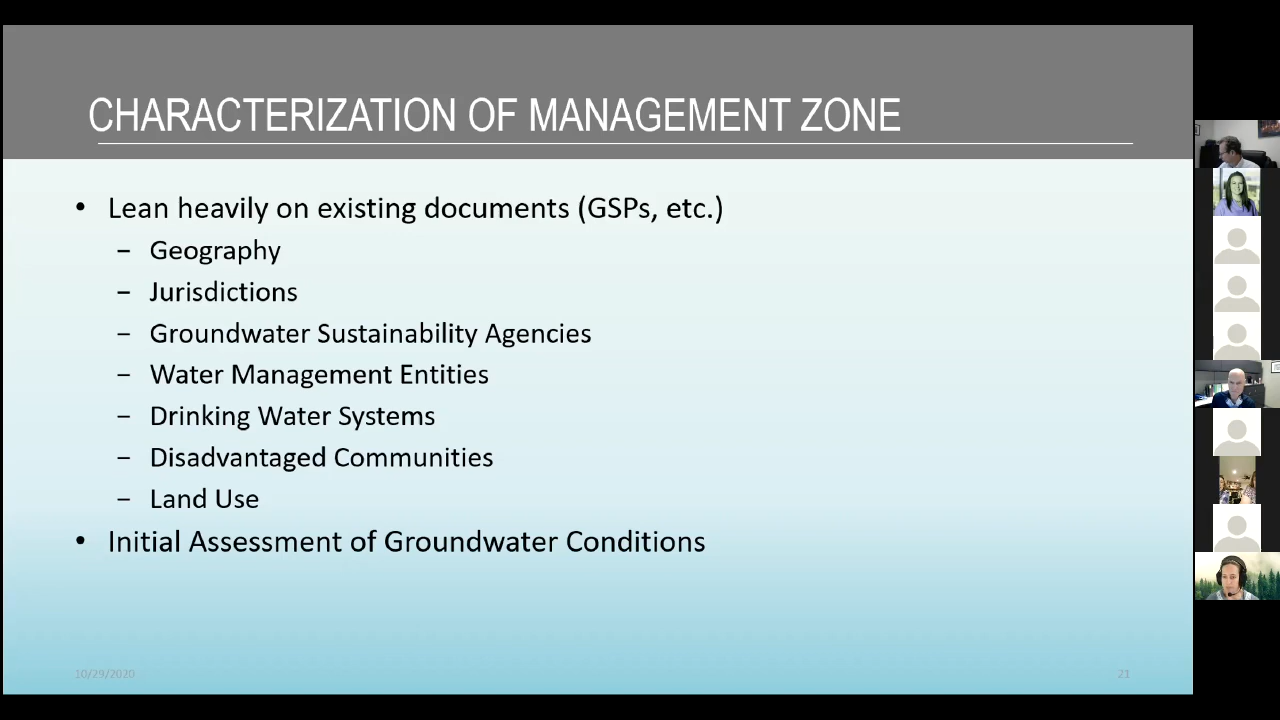 CHARACTERIZATION OF MANAGEMENT ZONE
• Lean heavily on existing documents (GSPs, etc.)
– Geography
– Jurisdictions
– Groundwater Sustainability Agencies
– Water Management Entities
– Drinking Water Systems
– Disadvantaged Communities
– Land Use
• Initial Assessment of Groundwater Conditions
10/29/2020
21